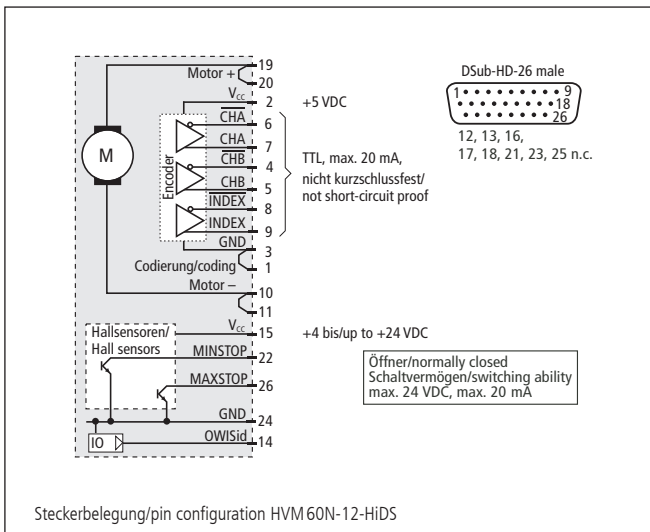 19
Motor +
20
Vcc
2
+5 VDC
CHA
6
CHA
7
CHB
4
CHB
5
INDEX
8
INDEX
9
GND
3
Codierung/coding
1
Motor –
10
11
Encoder
M
TTL, max. 20 mA,
nicht kurzschlussfest/
not short-circuit proof
DSub-HD-26 male
1
9
18
26
12, 13, 16,
17, 18, 21, 23, 25 n.c.
Hallsensoren/
Hall sensors
Vcc
15
+4 bis/up to +24 VDC
MINSTOP
22
MAXSTOP
26
GND
24
IO
OWISid
14
Öffner/normally closed
Schaltvermögen/switching ability
max. 24 VDC, max. 20 mA
Steckerbelegung/pin configuration HVM60N-12-HiDS